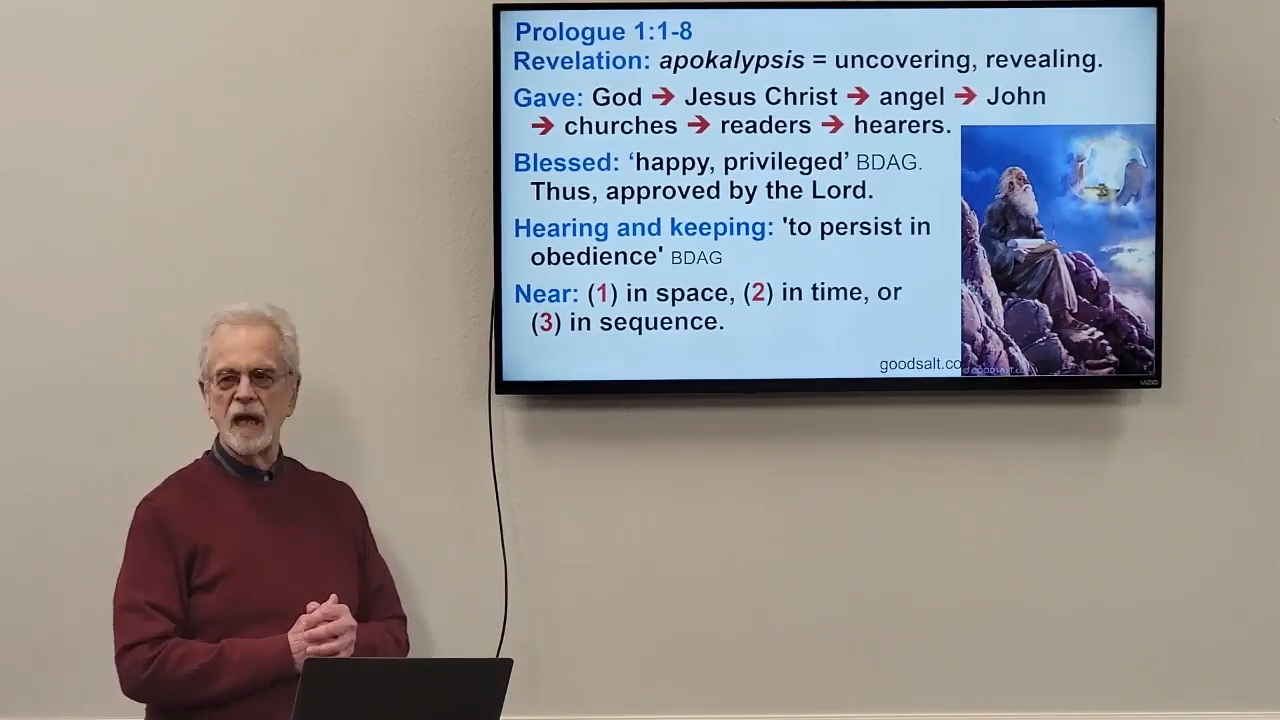 Prologue 1:1-8
Revelation: apokalypsis = uncovering, revealing.
Gave: God ➔ Jesus Christ ➔ angel ➔ John
➔ churches ➔ readers ➔ hearers.
Blessed: ‘happy, privileged’ BDAG.
Thus, approved by the Lord.
Hearing and keeping: 'to persist in
obedience' BDAG
Near: (1) in space, (2) in time, or
(3) in sequence.
goodsalt.co
VIZIO